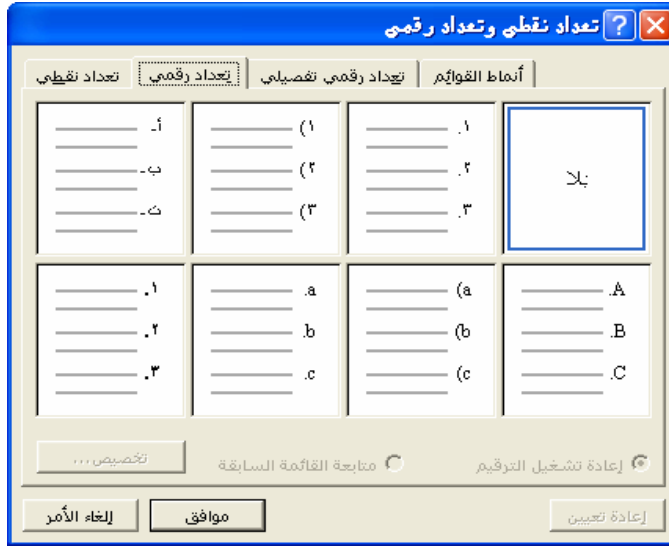 تعداد نقطي وتعداد رقمي
تعداد نقطي تعداد رقمي تعداد رقمي تفصيلي أنماط القوائم
بلا
١.
٢.
٣.
١)
٢)
٣)
أ-
ب-
ت-
A.
B.
C.
a)
b)
c)
a.
b.
c.
١.
٢.
٣.
إعادة تشغيل الترقيم متابعة القائمة السابقة تخصيص...
إعادة تعيين موافق إلغاء الأمر